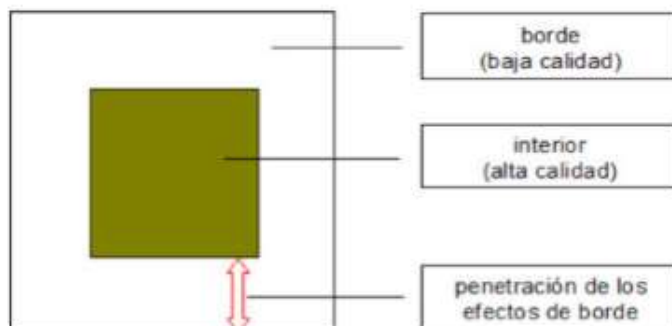 borde
(baja calidad)
interior
(alta calidad)
penetración de los
efectos de borde